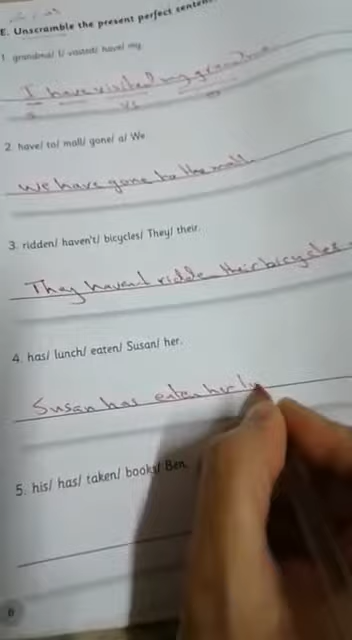 E. Unscramble the present perfect senten
1. grandma/ I/ visited/ have/ my.
I have visited my grandma
2. have/ to/ mall/ gone/ a/ We
We have gone to the mall
3. ridden/ haven't/ bicycles/ They/ their.
They haven't ridden their bicycles
4. has/ lunch/ eaten/ Susan/ her.
Susan has eaten her lu
5. his/ has/ taken/ books/ Ben.